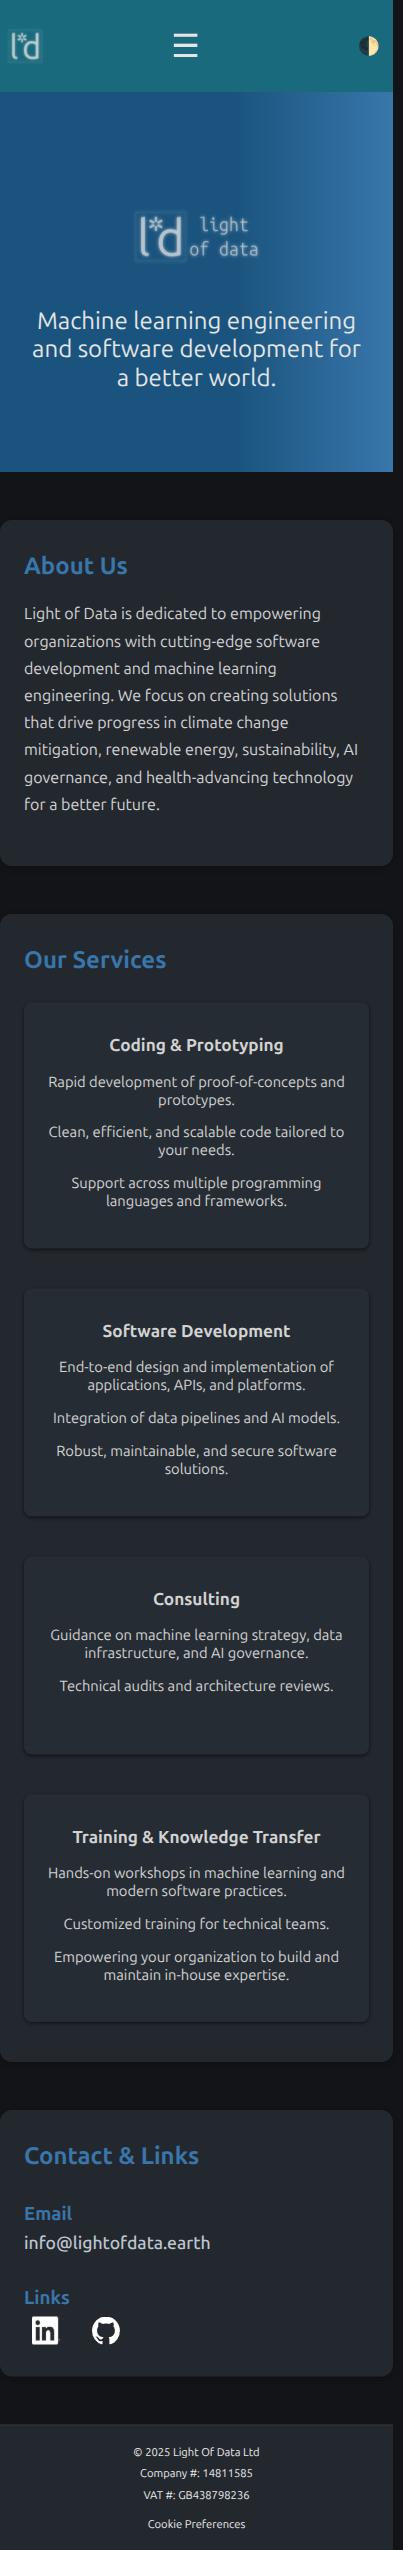 l*d
☰
l*d light
of data
Machine learning engineering
and software development for
a better world.
About Us
Light of Data is dedicated to empowering
organizations with cutting-edge software
development and machine learning
engineering. We focus on creating solutions
that drive progress in climate change
mitigation, renewable energy, sustainability, AI
governance, and health-advancing technology
for a better future.
Our Services
Coding & Prototyping
Rapid development of proof-of-concepts and
prototypes.
Clean, efficient, and scalable code tailored to
your needs.
Support across multiple programming
languages and frameworks.
Software Development
End-to-end design and implementation of
applications, APIs, and platforms.
Integration of data pipelines and AI models.
Robust, maintainable, and secure software
solutions.
Consulting
Guidance on machine learning strategy, data
infrastructure, and AI governance.
Technical audits and architecture reviews.
Training & Knowledge Transfer
Hands-on workshops in machine learning and
modern software practices.
Customized training for technical teams.
Empowering your organization to build and
maintain in-house expertise.
Contact & Links
Email
info@lightofdata.earth
Links
in
© 2025 Light Of Data Ltd
Company #: 14811585
VAT #: GB438798236
Cookie Preferences